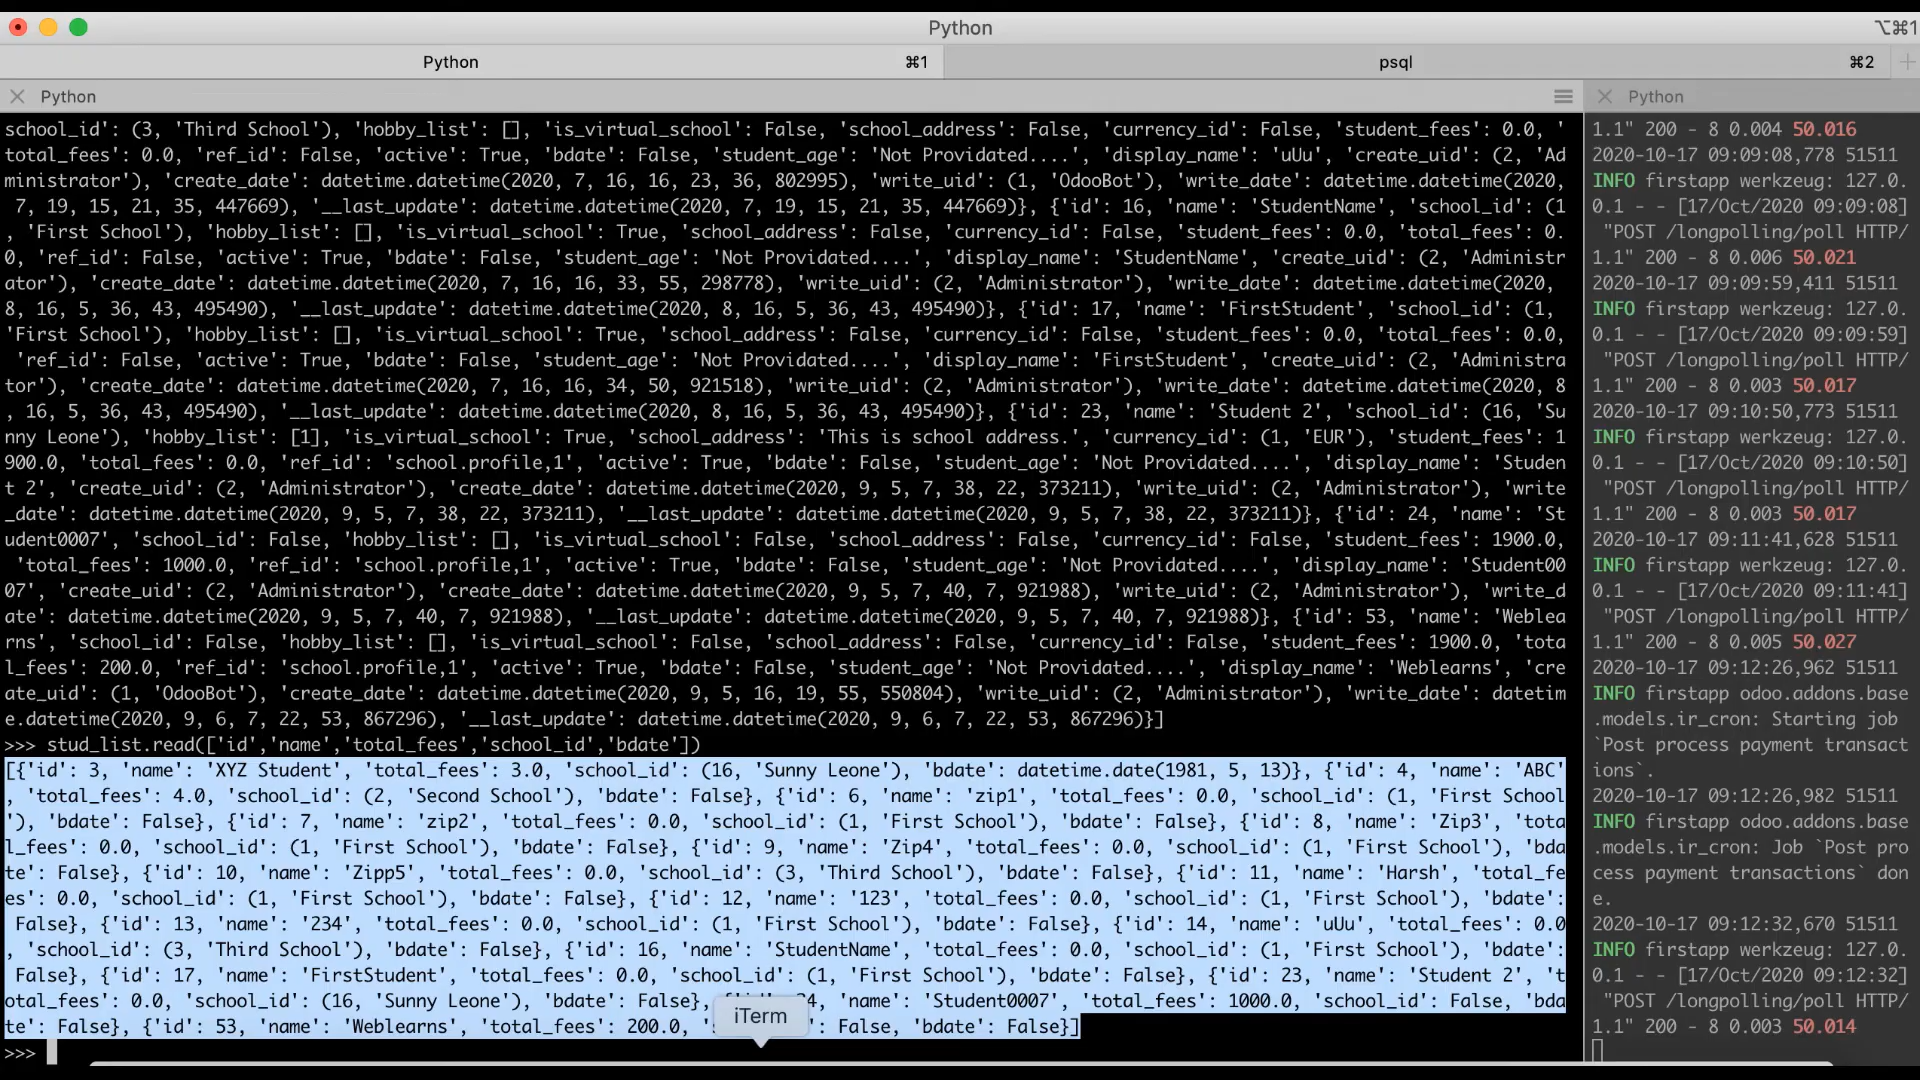 Python
⌥⌘1
Python ⌘1
psql ⌘2
Python
school_id': (3, 'Third School'), 'hobby_list': [], 'is_virtual_school': False, 'school_address': False, 'currency_id': False, 'student_fees': 0.0, '
total_fees': 0.0, 'ref_id': False, 'active': True, 'bdate': False, 'student_age': 'Not Providated....', 'display_name': 'uUu', 'create_uid': (2, 'Ad
ministrator'), 'create_date': datetime.datetime(2020, 7, 16, 16, 23, 36, 802995), 'write_uid': (1, 'OdooBot'), 'write_date': datetime.datetime(2020,
 7, 19, 15, 21, 35, 447669), '__last_update': datetime.datetime(2020, 7, 19, 15, 21, 35, 447669)}, {'id': 16, 'name': 'StudentName', 'school_id': (1
, 'First School'), 'hobby_list': [], 'is_virtual_school': True, 'school_address': False, 'currency_id': False, 'student_fees': 0.0, 'total_fees': 0.
0, 'ref_id': False, 'active': True, 'bdate': False, 'student_age': 'Not Providated....', 'display_name': 'StudentName', 'create_uid': (2, 'Administr
ator'), 'create_date': datetime.datetime(2020, 7, 16, 16, 33, 55, 298778), 'write_uid': (2, 'Administrator'), 'write_date': datetime.datetime(2020, 
8, 16, 5, 36, 43, 495490), '__last_update': datetime.datetime(2020, 8, 16, 5, 36, 43, 495490)}, {'id': 17, 'name': 'FirstStudent', 'school_id': (1, 
'First School'), 'hobby_list': [], 'is_virtual_school': True, 'school_address': False, 'currency_id': False, 'student_fees': 0.0, 'total_fees': 0.0,
 'ref_id': False, 'active': True, 'bdate': False, 'student_age': 'Not Providated....', 'display_name': 'FirstStudent', 'create_uid': (2, 'Administra
tor'), 'create_date': datetime.datetime(2020, 7, 16, 16, 34, 50, 921518), 'write_uid': (2, 'Administrator'), 'write_date': datetime.datetime(2020, 8
, 16, 5, 36, 43, 495490), '__last_update': datetime.datetime(2020, 8, 16, 5, 36, 43, 495490)}, {'id': 23, 'name': 'Student 2', 'school_id': (16, 'Su
nny Leone'), 'hobby_list': [1], 'is_virtual_school': True, 'school_address': 'This is school address.', 'currency_id': (1, 'EUR'), 'student_fees': 1
900.0, 'total_fees': 0.0, 'ref_id': 'school.profile,1', 'active': True, 'bdate': False, 'student_age': 'Not Providated....', 'display_name': 'Studen
t 2', 'create_uid': (2, 'Administrator'), 'create_date': datetime.datetime(2020, 9, 5, 7, 38, 22, 373211), 'write_uid': (2, 'Administrator'), 'write
_date': datetime.datetime(2020, 9, 5, 7, 38, 22, 373211), '__last_update': datetime.datetime(2020, 9, 5, 7, 38, 22, 373211)}, {'id': 24, 'name': 'St
udent0007', 'school_id': False, 'hobby_list': [], 'is_virtual_school': False, 'school_address': False, 'currency_id': False, 'student_fees': 1900.0,
 'total_fees': 1000.0, 'ref_id': 'school.profile,1', 'active': True, 'bdate': False, 'student_age': 'Not Providated....', 'display_name': 'Student00
07', 'create_uid': (2, 'Administrator'), 'create_date': datetime.datetime(2020, 9, 5, 7, 40, 7, 921988), 'write_uid': (2, 'Administrator'), 'write_d
ate': datetime.datetime(2020, 9, 5, 7, 40, 7, 921988), '__last_update': datetime.datetime(2020, 9, 5, 7, 40, 7, 921988)}, {'id': 53, 'name': 'Weblea
rns', 'school_id': False, 'hobby_list': [], 'is_virtual_school': False, 'school_address': False, 'currency_id': False, 'student_fees': 1900.0, 'tota
l_fees': 200.0, 'ref_id': 'school.profile,1', 'active': True, 'bdate': False, 'student_age': 'Not Providated....', 'display_name': 'Weblearns', 'cre
ate_uid': (1, 'OdooBot'), 'create_date': datetime.datetime(2020, 9, 5, 16, 19, 55, 550804), 'write_uid': (2, 'Administrator'), 'write_date': datetim
e.datetime(2020, 9, 6, 7, 22, 53, 867296), '__last_update': datetime.datetime(2020, 9, 6, 7, 22, 53, 867296)}]
>>> stud_list.read(['id','name','total_fees','school_id','bdate'])
[{'id': 3, 'name': 'XYZ Student', 'total_fees': 3.0, 'school_id': (16, 'Sunny Leone'), 'bdate': datetime.date(1981, 5, 13)}, {'id': 4, 'name': 'ABC'
, 'total_fees': 4.0, 'school_id': (2, 'Second School'), 'bdate': False}, {'id': 6, 'name': 'zip1', 'total_fees': 0.0, 'school_id': (1, 'First School
'), 'bdate': False}, {'id': 7, 'name': 'zip2', 'total_fees': 0.0, 'school_id': (1, 'First School'), 'bdate': False}, {'id': 8, 'name': 'Zip3', 'tota
l_fees': 0.0, 'school_id': (1, 'First School'), 'bdate': False}, {'id': 9, 'name': 'Zip4', 'total_fees': 0.0, 'school_id': (1, 'First School'), 'bda
te': False}, {'id': 10, 'name': 'Zipp5', 'total_fees': 0.0, 'school_id': (3, 'Third School'), 'bdate': False}, {'id': 11, 'name': 'Harsh', 'total_fe
es': 0.0, 'school_id': (1, 'First School'), 'bdate': False}, {'id': 12, 'name': '123', 'total_fees': 0.0, 'school_id': (1, 'First School'), 'bdate':
 False}, {'id': 13, 'name': '234', 'total_fees': 0.0, 'school_id': (1, 'First School'), 'bdate': False}, {'id': 14, 'name': 'uUu', 'total_fees': 0.0
, 'school_id': (3, 'Third School'), 'bdate': False}, {'id': 16, 'name': 'StudentName', 'total_fees': 0.0, 'school_id': (1, 'First School'), 'bdate':
 False}, {'id': 17, 'name': 'FirstStudent', 'total_fees': 0.0, 'school_id': (1, 'First School'), 'bdate': False}, {'id': 23, 'name': 'Student 2', 't
otal_fees': 0.0, 'school_id': (16, 'Sunny Leone'), 'bdate': False}, 24, 'name': 'Student0007', 'total_fees': 1000.0, 'school_id': False, 'bda
te': False}, {'id': 53, 'name': 'Weblearns', 'total_fees': 200.0, ': False, 'bdate': False}]
iTerm
>>>
Python
1.1" 200 - 8 0.004 50.016
2020-10-17 09:09:08,778 51511
INFO firstapp werkzeug: 127.0.
0.1 - - [17/Oct/2020 09:09:08]
 "POST /longpolling/poll HTTP/
1.1" 200 - 8 0.006 50.021
2020-10-17 09:09:59,411 51511
INFO firstapp werkzeug: 127.0.
0.1 - - [17/Oct/2020 09:09:59]
 "POST /longpolling/poll HTTP/
1.1" 200 - 8 0.003 50.017
2020-10-17 09:10:50,773 51511
INFO firstapp werkzeug: 127.0.
0.1 - - [17/Oct/2020 09:10:50]
 "POST /longpolling/poll HTTP/
1.1" 200 - 8 0.003 50.017
2020-10-17 09:11:41,628 51511
INFO firstapp werkzeug: 127.0.
0.1 - - [17/Oct/2020 09:11:41]
 "POST /longpolling/poll HTTP/
1.1" 200 - 8 0.005 50.027
2020-10-17 09:12:26,962 51511
INFO firstapp odoo.addons.base
.models.ir_cron: Starting job
`Post process payment transact
ions`.
2020-10-17 09:12:26,982 51511
INFO firstapp odoo.addons.base
.models.ir_cron: Job `Post pro
cess payment transactions` don
e.
2020-10-17 09:12:32,670 51511
INFO firstapp werkzeug: 127.0.
0.1 - - [17/Oct/2020 09:12:32]
 "POST /longpolling/poll HTTP/
1.1" 200 - 8 0.003 50.014